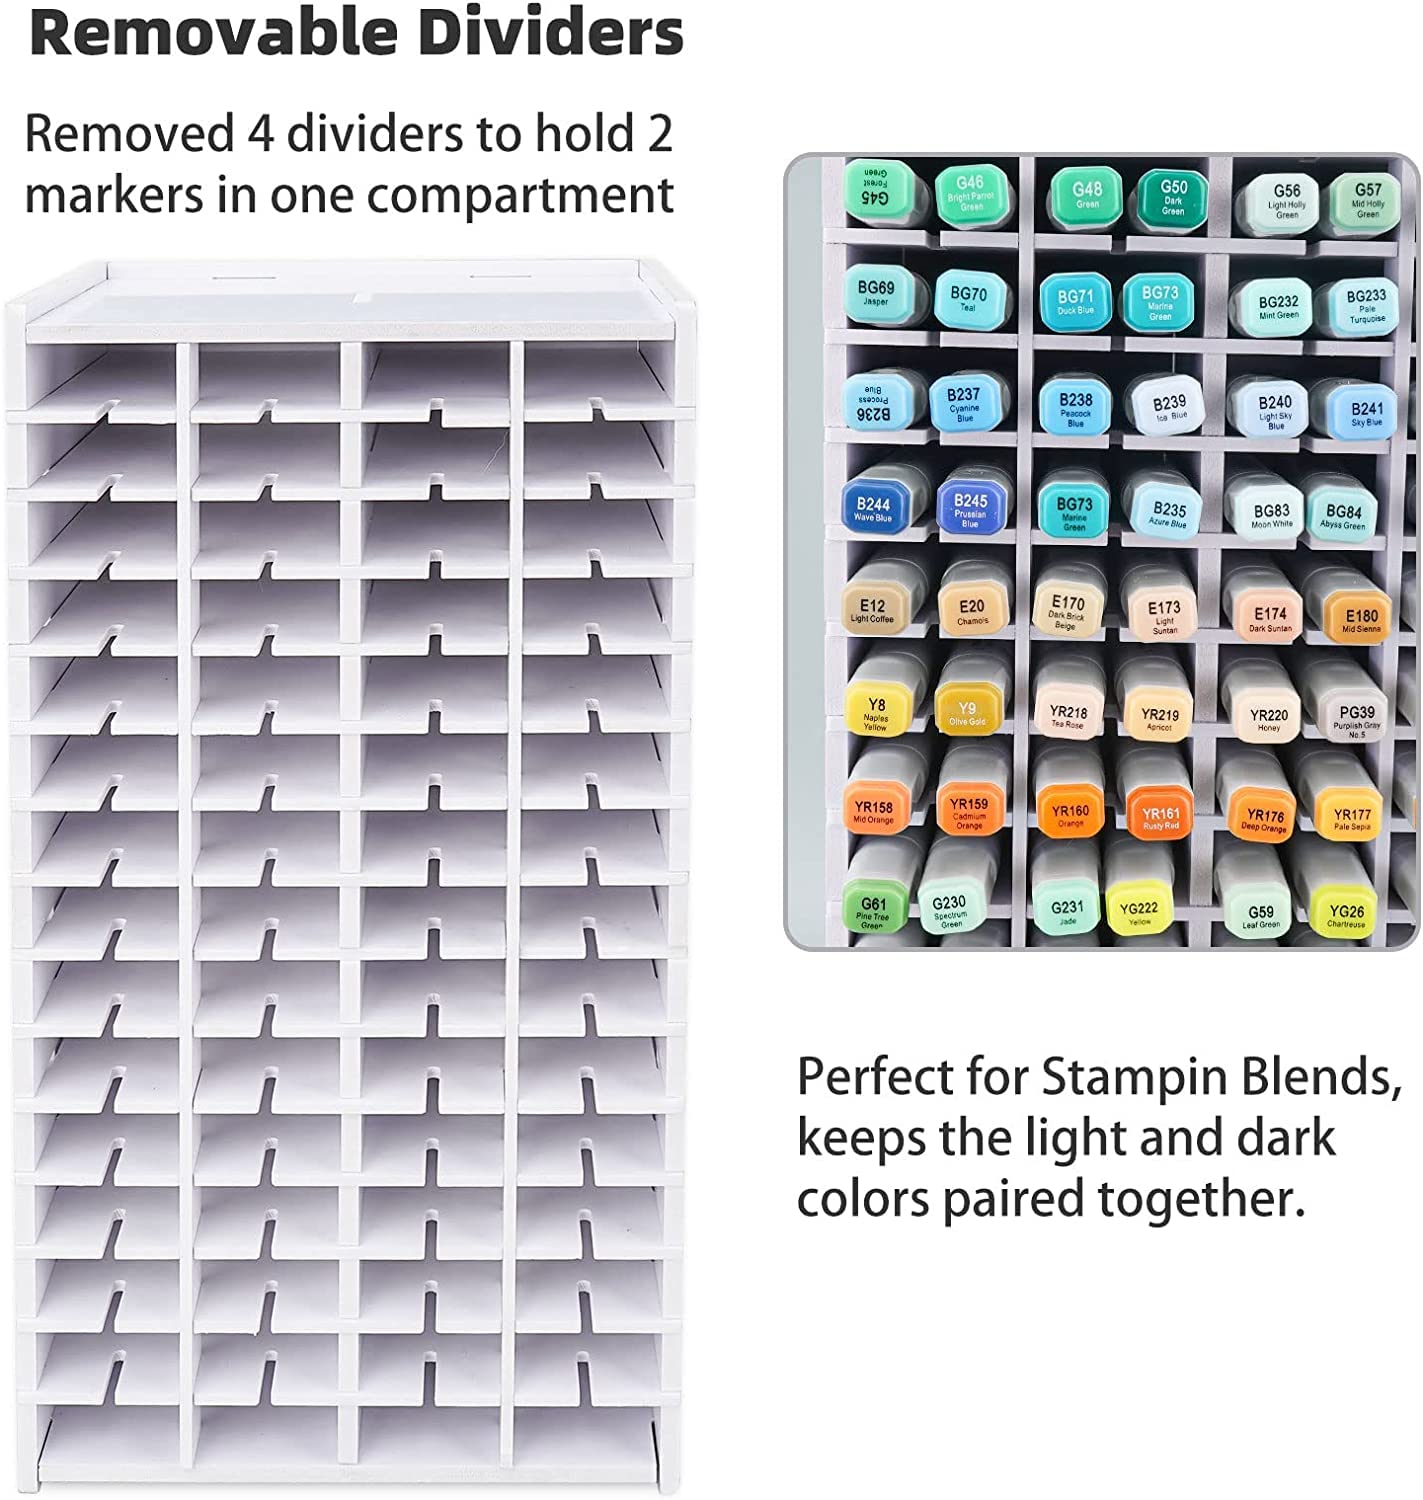 Removable Dividers
Removed 4 dividers to hold 2
markers in one compartment
G45
Forest
Green
G46
Bright Parrot
Green
G48
Green
G50
Dark
Green
G56
Light Holly
Green
G57
Mid Holly
Green
BG69
Jasper
BG70
Teal
BG71
Duck Blue
BG73
Marine
Green
BG232
Mint Green
BG233
Pale
Turquoise
B236
Process
Blue
B237
Cyanine
Blue
B238
Peacock
Blue
B239
Ice Blue
B240
Light Sky
Blue
B241
Sky Blue
B244
Wave Blue
B245
Prussian
Blue
BG73
Marine
Green
B235
Azure Blue
BG83
Moon White
BG84
Abyss Green
E12
Light Coffee
E20
Chamois
E170
Dark Brick
Beige
E173
Light
Suntan
E174
Dark Suntan
E180
Mid Sienna
Y8
Naples
Yellow
Y9
Olive Gold
YR218
Tea Rose
YR219
Apricot
YR220
Honey
PG39
Purplish Gray
No.5
YR158
Mid Orange
YR159
Cadmium
Orange
YR160
Orange
YR161
Rusty Red
YR176
Deep Orange
YR177
Pale Sepia
G61
Pine Tree
Green
G230
Spectrum
Green
G231
Jade
YG222
Yellow
G59
Leaf Green
YG26
Chartreuse
Perfect for Stampin Blends,
keeps the light and dark
colors paired together.